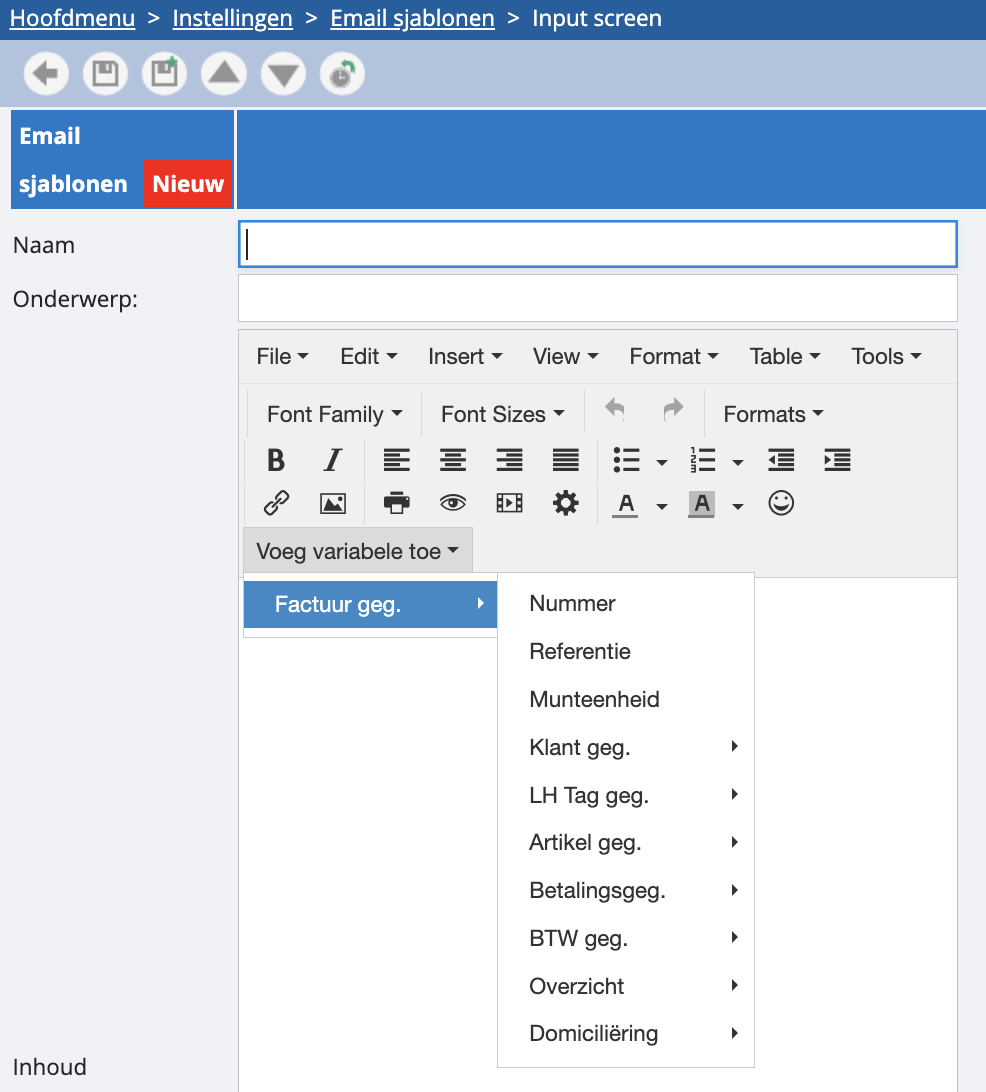 Hoofdmenu > Instellingen > Email sjablonen > Input screen
Email
sjablonen Nieuw
Naam
Onderwerp:
File Edit Insert View Format Table Tools
Font Family Font Sizes Formats
B I
A A
Voeg variabele toe
Factuur geg.
Nummer
Referentie
Munteenheid
Klant geg.
LH Tag geg.
Artikel geg.
Betalingsgeg.
BTW geg.
Overzicht
Domiciliëring
Inhoud